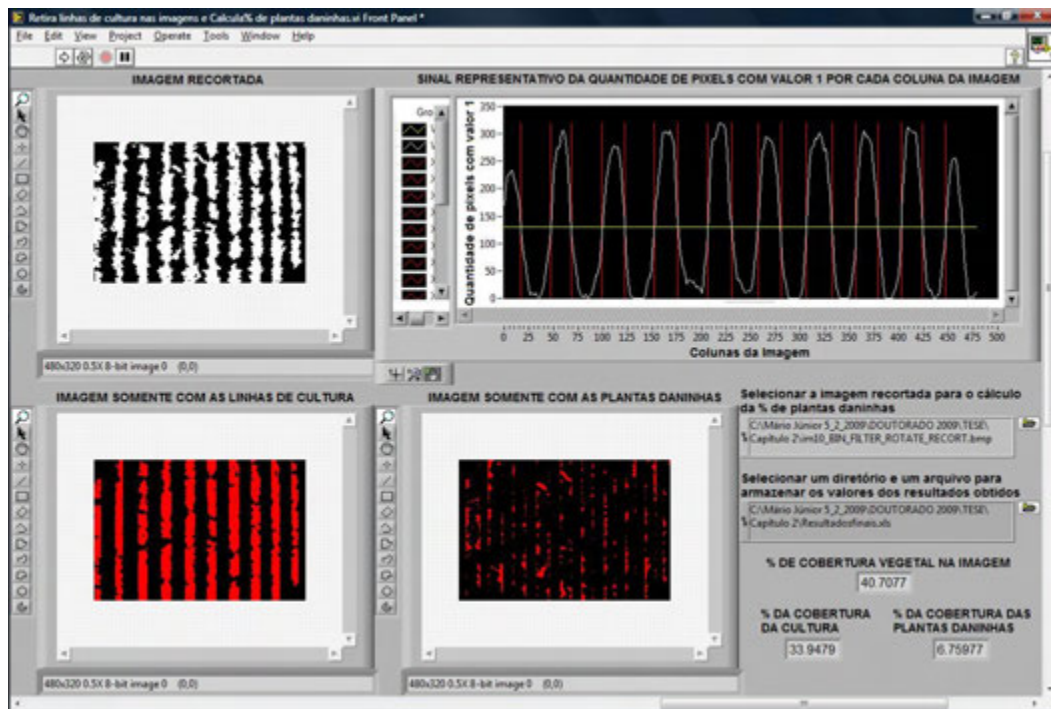 Retira linhas de cultura nas imagens e Calcula% de plantas daninhas.vi Front Panel *
File Edit View Project Operate Tools Window Help
IMAGEM RECORTADA
480x320 0.5X 8-bit image 0 (0,0)
SINAL REPRESENTATIVO DA QUANTIDADE DE PIXELS COM VALOR 1 POR CADA COLUNA DA IMAGEM
Gro
Quantidade de pixels com valor 1
350
300
250
200
150
100
50
0
0 25 50 75 100 125 150 175 200 225 250 275 300 325 350 375 400 425 450 475 500
Colunas da Imagem
IMAGEM SOMENTE COM AS LINHAS DE CULTURA
480x320 0.5X 8-bit image 0 (0,0)
IMAGEM SOMENTE COM AS PLANTAS DANINHAS
480x320 0.5X 8-bit image 0 (0,0)
Selecionar a imagem recortada para o cálculo
da % de plantas daninhas
C:\Mário Júnior 5_2_2009\DOUTORADO 2009\TESE\
Capítulo 2\im10_BIN_FILTER_ROTATE_RECORT.bmp
Selecionar um diretório e um arquivo para
armazenar os valores dos resultados obtidos
C:\Mário Júnior 5_2_2009\DOUTORADO 2009\TESE\
Capítulo 2\Resultadosfinais.xls
% DE COBERTURA VEGETAL NA IMAGEM
40.7077
% DA COBERTURA
DA CULTURA
33.9479
% DA COBERTURA DAS
PLANTAS DANINHAS
6.75977